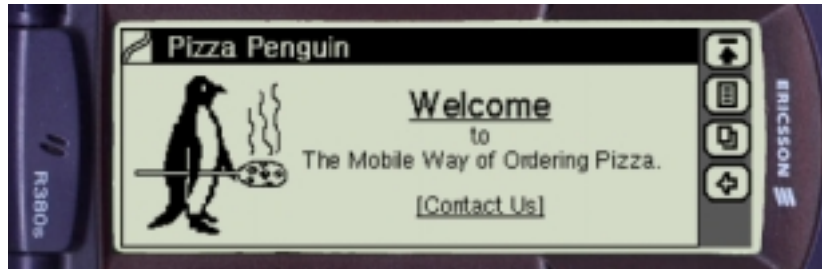 Pizza Penguin
Welcome
to
The Mobile Way of Ordering Pizza.
[Contact Us]
R380s
ERICSSON